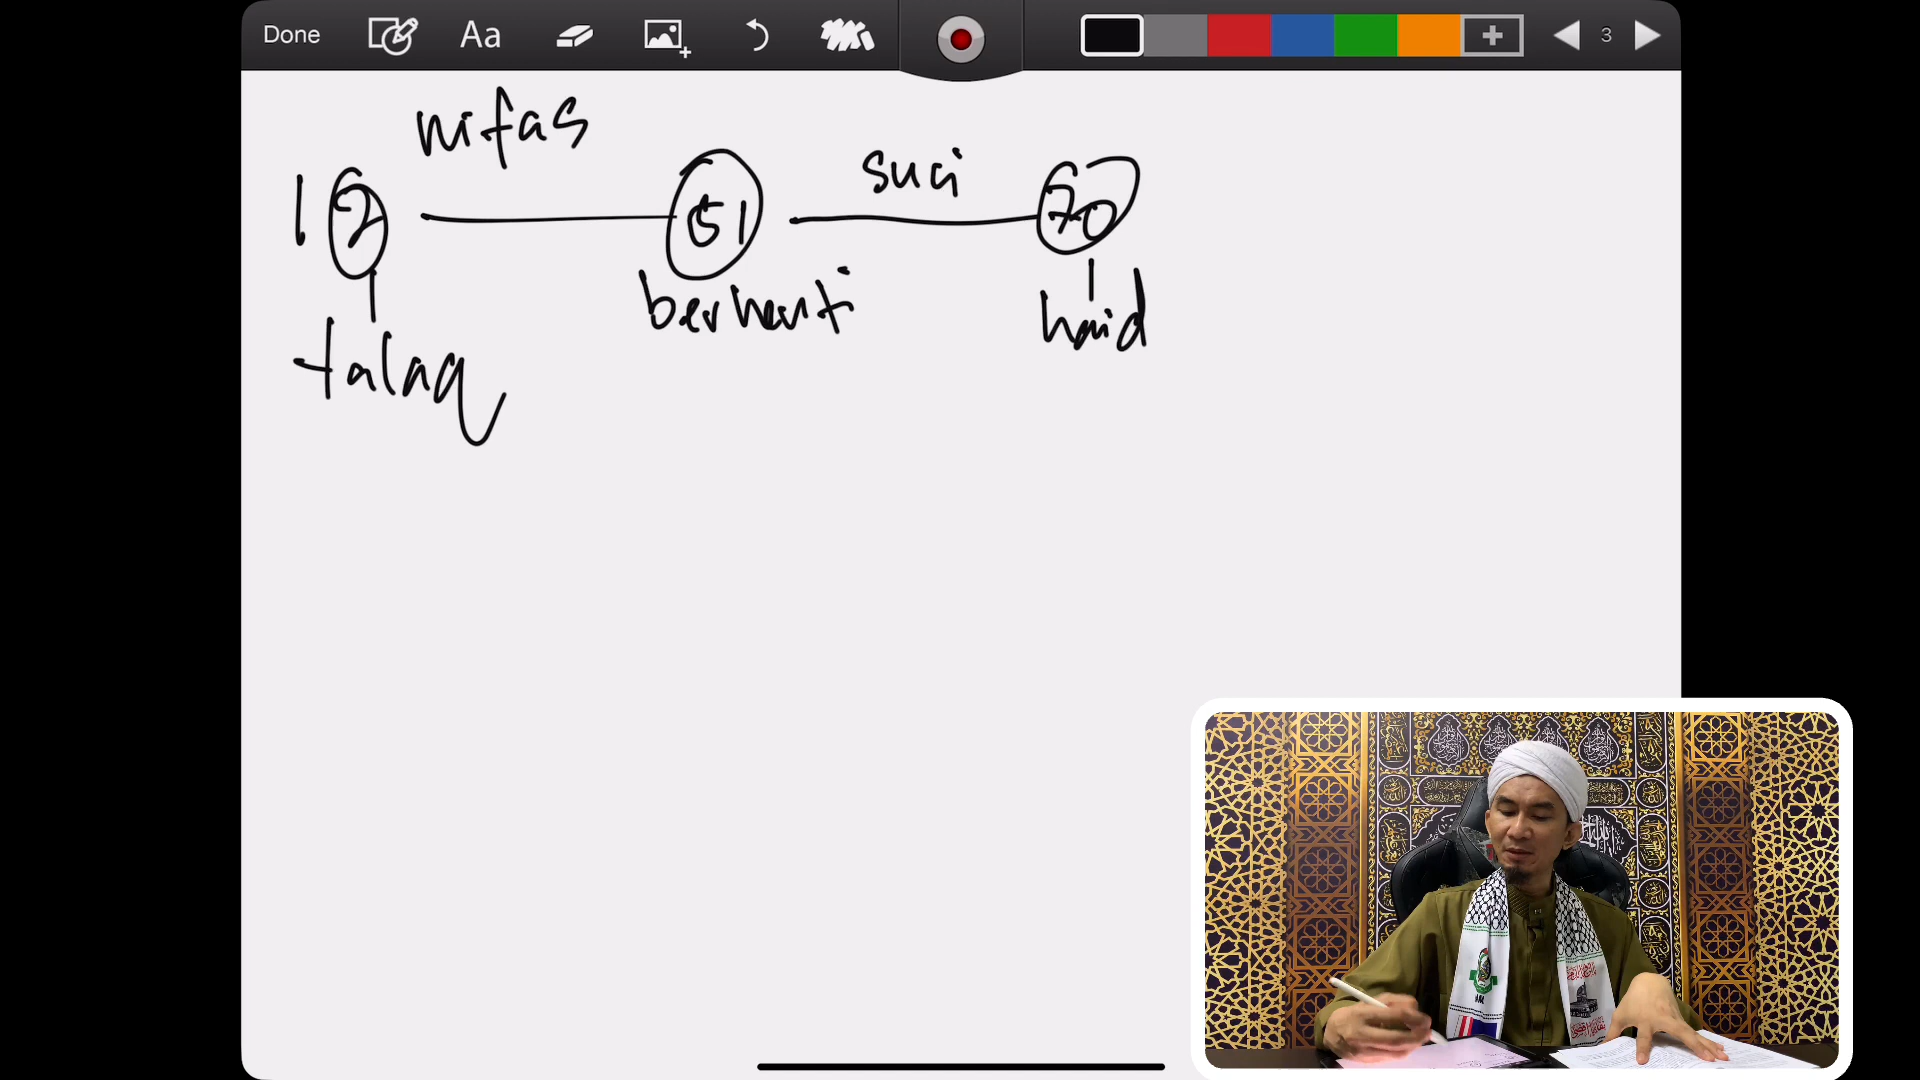 Done Aa 3
nifas
suci
1 2 51 70
berhenti
haid
talaq